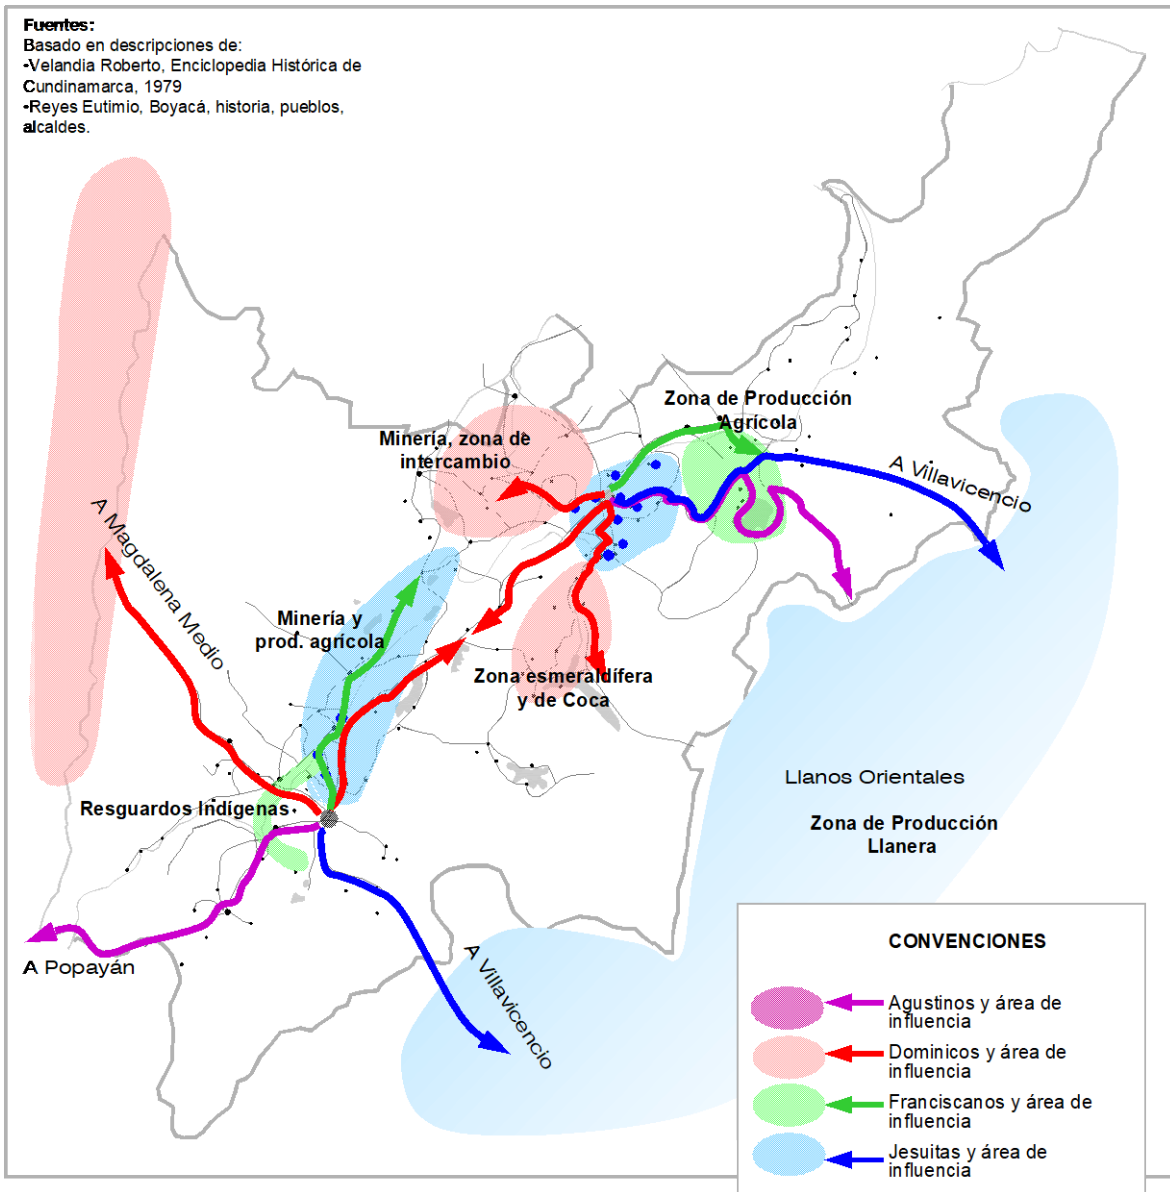 Fuentes:
Basado en descripciones de:
-Velandia Roberto, Enciclopedia Histórica de
Cundinamarca, 1979
-Reyes Eutimio, Boyacá, historia, pueblos,
alcaldes.
Zona de Producción
Agrícola
Minería, zona de
intercambio
A Villavicencio
A Magdalena Medio
Minería y
prod. agrícola
Zona esmeraldífera
y de Coca
Llanos Orientales
Resguardos Indígenas
Zona de Producción
Llanera
A Popayán
A Villavicencio
CONVENCIONES
Agustinos y área de
influencia
Dominicos y área de
influencia
Franciscanos y área de
influencia
Jesuitas y área de
influencia